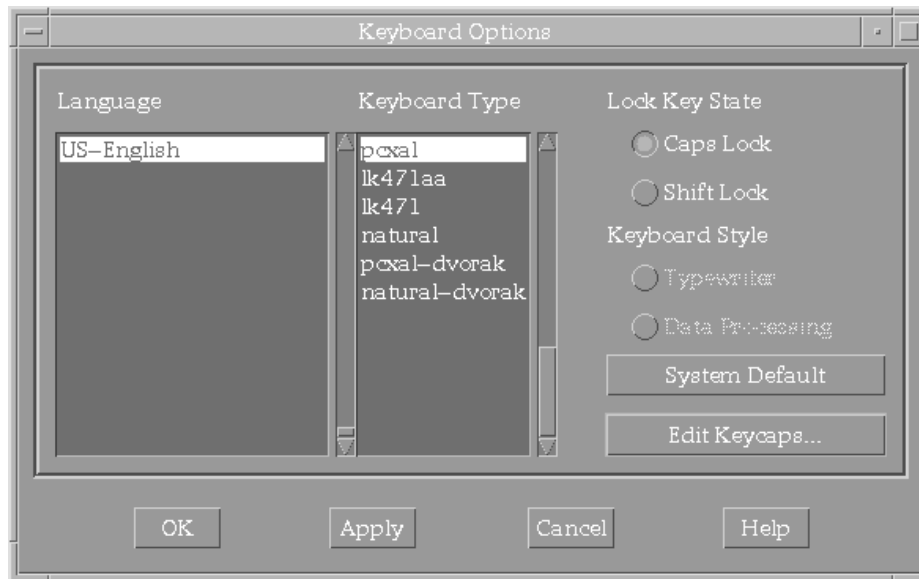 Keyboard Options
Language
US-English
Keyboard Type
pcxal
lk471aa
lk471
natural
pcxal-dvorak
natural-dvorak
Lock Key State
Caps Lock
Shift Lock
Keyboard Style
Typewriter
Data Processing
System Default
Edit Keycaps...
OK
Apply
Cancel
Help